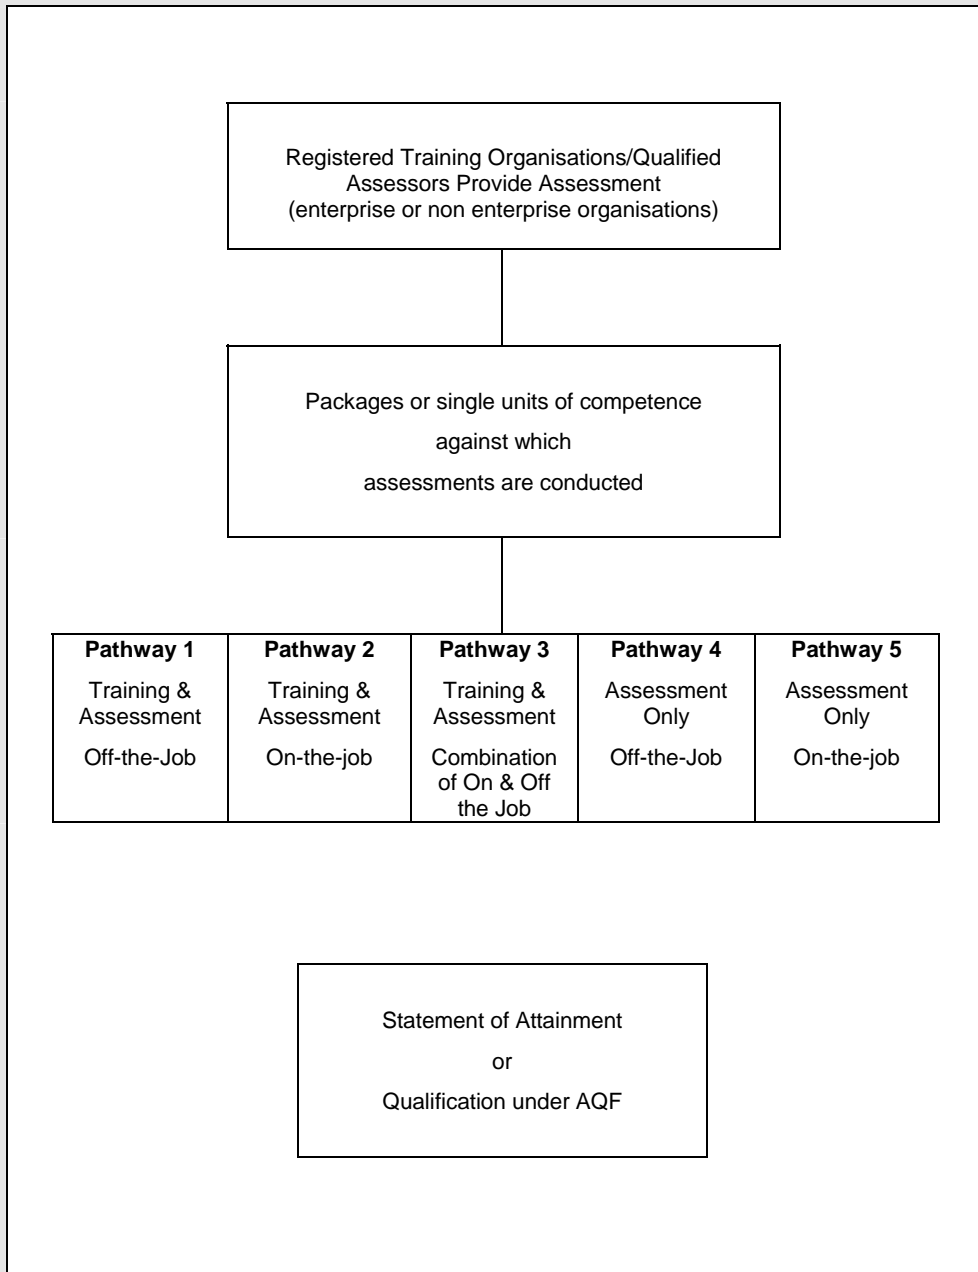 Registered Training Organisations/Qualified
Assessors Provide Assessment
(enterprise or non enterprise organisations)
Packages or single units of competence
against which
assessments are conducted
Pathway 1
Training &
Assessment
Off-the-Job
Pathway 2
Training &
Assessment
On-the-job
Pathway 3
Training &
Assessment
Combination
of On & Off
the Job
Pathway 4
Assessment
Only
Off-the-Job
Pathway 5
Assessment
Only
On-the-job
Statement of Attainment
or
Qualification under AQF